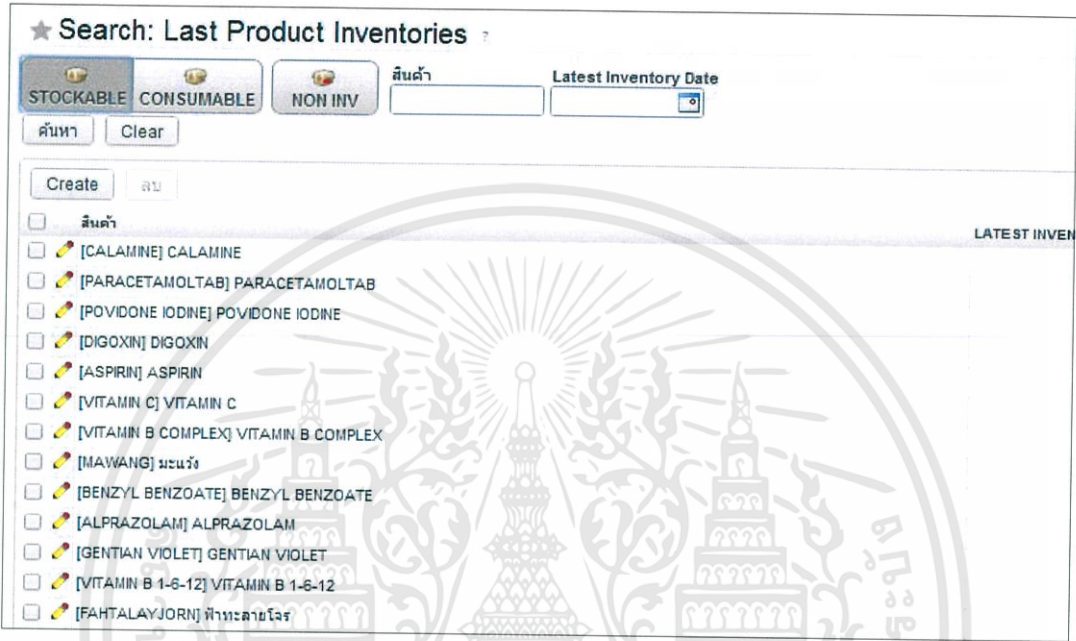 Search: Last Product Inventories ?
สินค้า Latest Inventory Date
STOCKABLE CONSUMABLE NON INV
ค้นหา Clear
Create ลบ
สินค้า LATEST INVEN
[CALAMINE] CALAMINE
[PARACETAMOLTAB] PARACETAMOLTAB
[POVIDONE IODINE] POVIDONE IODINE
[DIGOXIN] DIGOXIN
[ASPIRIN] ASPIRIN
[VITAMIN C] VITAMIN C
[VITAMIN B COMPLEX] VITAMIN B COMPLEX
[MAWANG] มะแว้ง
[BENZYL BENZOATE] BENZYL BENZOATE
[ALPRAZOLAM] ALPRAZOLAM
[GENTIAN VIOLET] GENTIAN VIOLET
[VITAMIN B 1-6-12] VITAMIN B 1-6-12
[FAHTALAYJORN] ฟ้าทะลายโจร